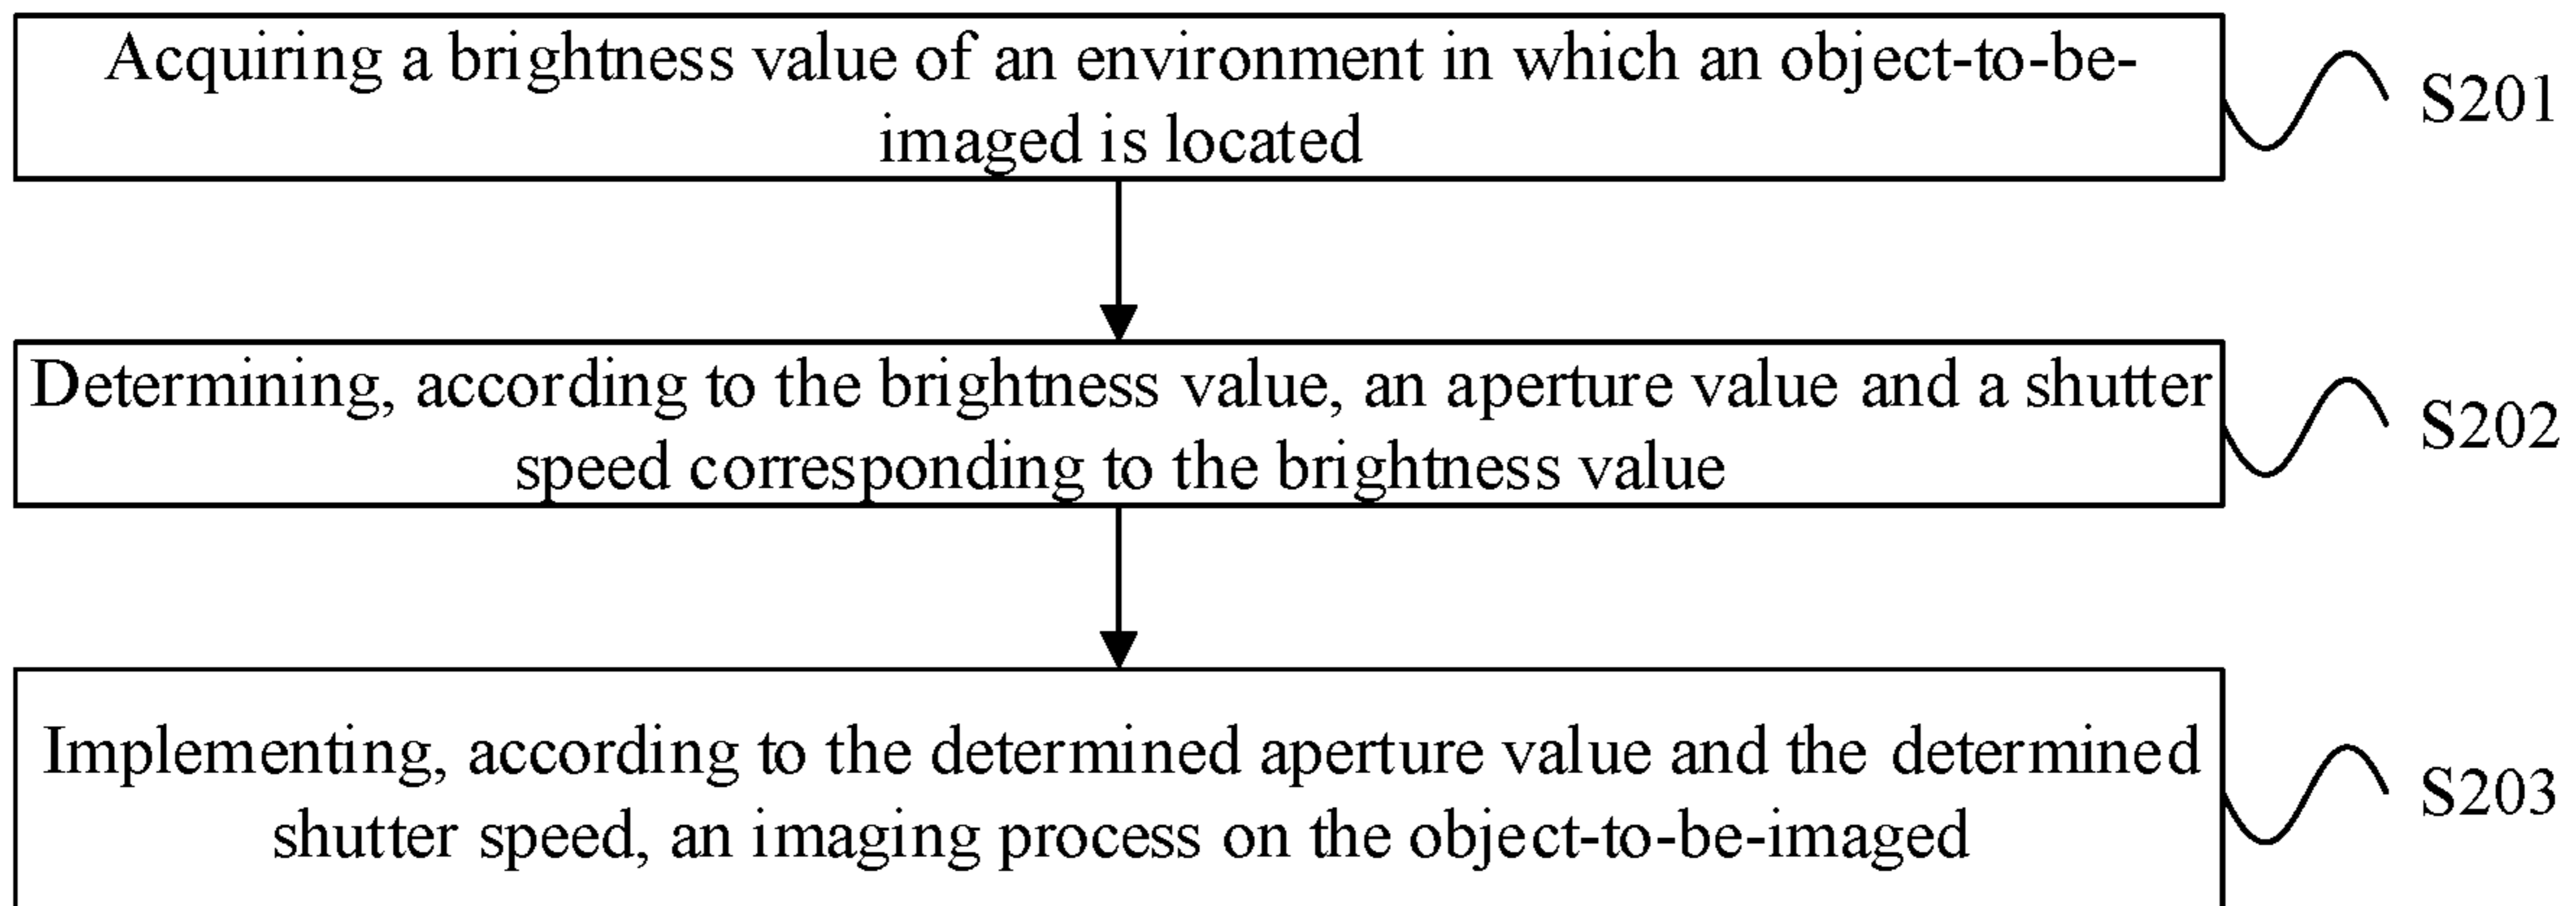 Acquiring a brightness value of an environment in which an object-to-be-
imaged is located
S201
Determining, according to the brightness value, an aperture value and a shutter
speed corresponding to the brightness value
S202
Implementing, according to the determined aperture value and the determined
shutter speed, an imaging process on the object-to-be-imaged
S203